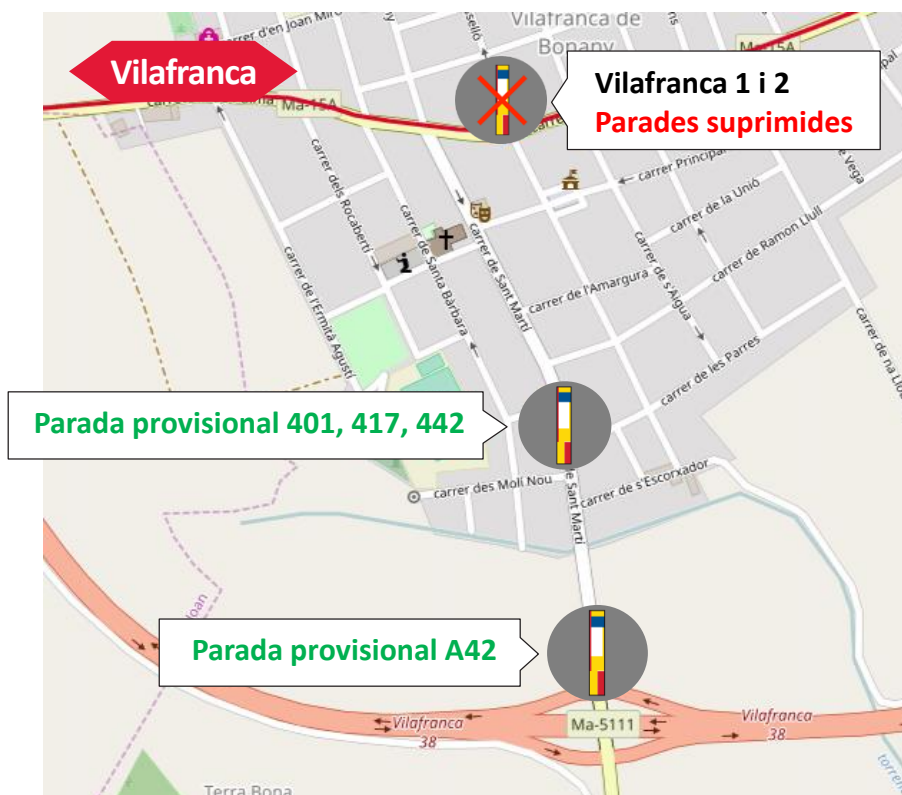 carrer d'en Joan Miró
Vilafranca de
Bonany
Vilafranca
Ma-15A
Ma-15A
Vilafranca 1 i 2
Parades suprimides
carrer Principal
carrer de la Unió
carrer de Ramon Llull
carrer dels Rocabertí
carrer de Santa Bàrbara
carrer de Sant Martí
carrer de l'Amargura
carrer de s'Aigua
carrer de l'Ermità Agustí
carrer de les Parres
Parada provisional 401, 417, 442
carrer des Molí Nou
de Sant Martí
carrer de s'Escorxador
Parada provisional A42
Vilafranca
38
Ma-5111
Vilafranca
38
Terra Bona